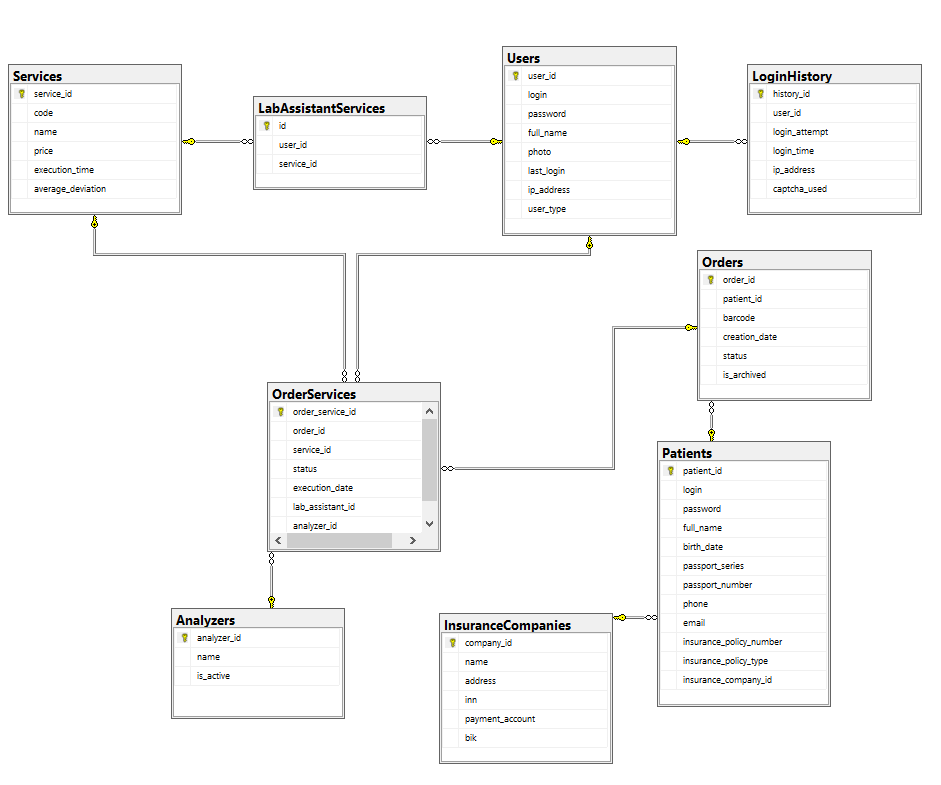 Services
service_id
code
name
price
execution_time
average_deviation
LabAssistantServices
id
user_id
service_id
Users
user_id
login
password
full_name
photo
last_login
ip_address
user_type
LoginHistory
history_id
user_id
login_attempt
login_time
ip_address
captcha_used
Orders
order_id
patient_id
barcode
creation_date
status
is_archived
OrderServices
order_service_id
order_id
service_id
status
execution_date
lab_assistant_id
analyzer_id
Patients
patient_id
login
password
full_name
birth_date
passport_series
passport_number
phone
email
insurance_policy_number
insurance_policy_type
insurance_company_id
Analyzers
analyzer_id
name
is_active
InsuranceCompanies
company_id
name
address
inn
payment_account
bik